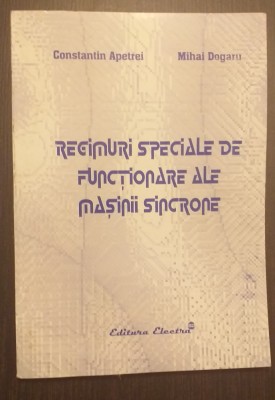 Constantin Apetrei Mihai Dogaru
REGIMURI SPECIALE DE
FUNCȚIONARE ALE
MAȘINII SINCRONE
Editura Electra